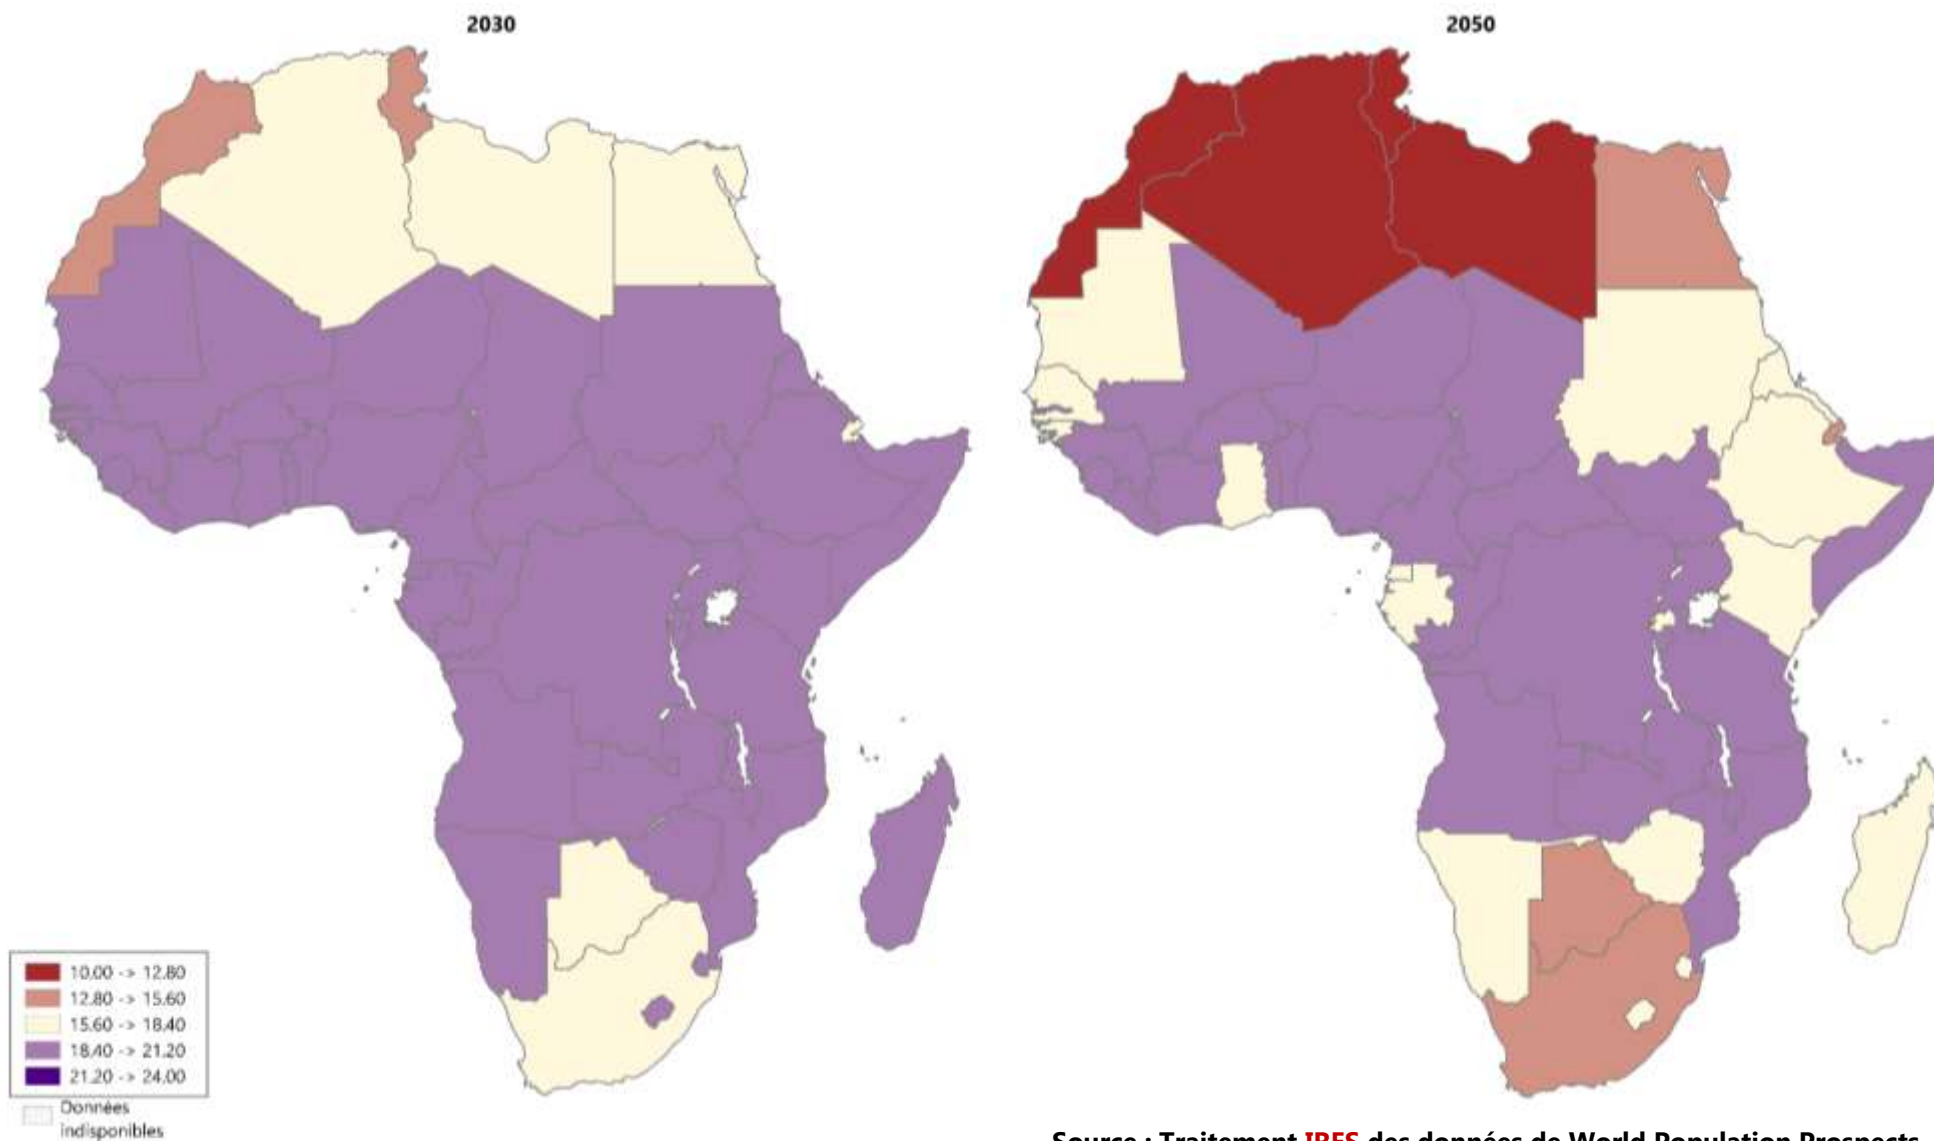 2030
2050
10.00 -> 12.80
12.80 -> 15.60
15.60 -> 18.40
18.40 -> 21.20
21.20 -> 24.00
Données
indisponibles
Source : Traitement IRES des données de World Population Prospects